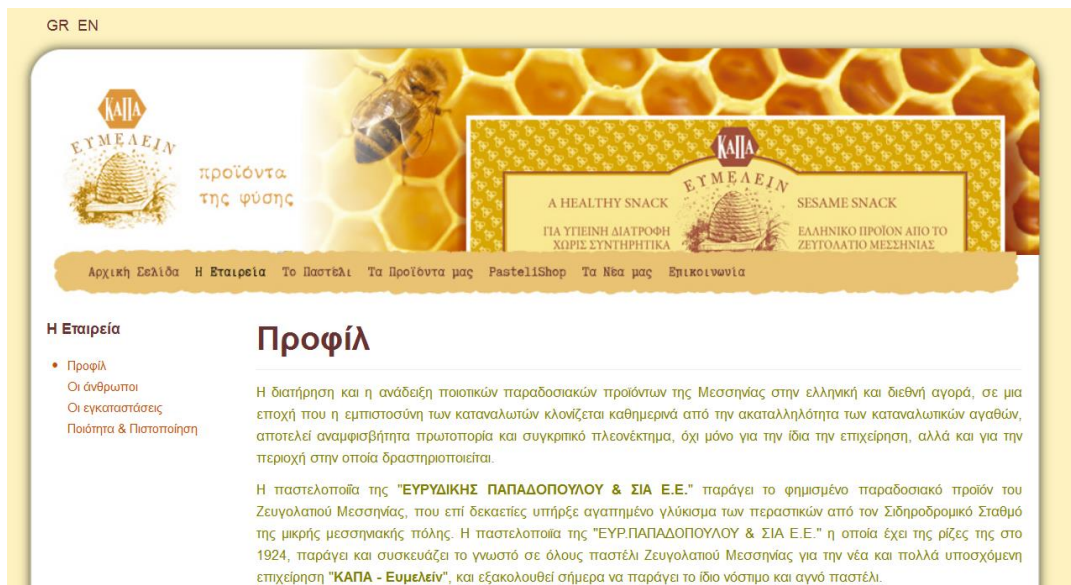 GR EN
ΚΑΠΑ
ΕΥΜΕΛΕΙΝ
προϊόντα
της φύσης
ΚΑΠΑ
ΕΥΜΕΛΕΙΝ
A HEALTHY SNACK
SESAME SNACK
ΓΙΑ ΥΓΙΕΙΝΗ ΔΙΑΤΡΟΦΗ
ΧΩΡΙΣ ΣΥΝΤΗΡΗΤΙΚΑ
ΕΛΛΗΝΙΚΟ ΠΡΟΪΟΝ ΑΠΟ ΤΟ
ΖΕΥΓΟΛΑΤΙΟ ΜΕΣΣΗΝΙΑΣ
Αρχική Σελίδα Η Εταιρεία Το Παστέλι Τα Προϊόντα μας PasteliShop Τα Νέα μας Επικοινωνία
Η Εταιρεία
Προφίλ
Οι άνθρωποι
Οι εγκαταστάσεις
Ποιότητα & Πιστοποίηση
Προφίλ
Η διατήρηση και η ανάδειξη ποιοτικών παραδοσιακών προϊόντων της Μεσσηνίας στην ελληνική και διεθνή αγορά, σε μια
εποχή που η εμπιστοσύνη των καταναλωτών κλονίζεται καθημερινά από την ακαταλληλότητα των καταναλωτικών αγαθών,
αποτελεί αναμφισβήτητα πρωτοπορία και συγκριτικό πλεονέκτημα, όχι μόνο για την ίδια την επιχείρηση, αλλά και για την
περιοχή στην οποία δραστηριοποιείται.
Η παστελοποιΐα της "ΕΥΡΥΔΙΚΗΣ ΠΑΠΑΔΟΠΟΥΛΟΥ & ΣΙΑ Ε.Ε." παράγει το φημισμένο παραδοσιακό προϊόν του
Ζευγολατιού Μεσσηνίας, που επί δεκαετίες υπήρξε αγαπημένο γλύκισμα των περαστικών από τον Σιδηροδρομικό Σταθμό
της μικρής μεσσηνιακής πόλης. Η παστελοποιϊα της "ΕΥΡ.ΠΑΠΑΔΟΠΟΥΛΟΥ & ΣΙΑ Ε.Ε." η οποία έχει της ρίζες της στο
1924, παράγει και συσκευάζει το γνωστό σε όλους παστέλι Ζευγολατιού Μεσσηνίας για την νέα και πολλά υποσχόμενη
επιχείρηση "ΚΑΠΑ - Ευμελείν", και εξακολουθεί σήμερα να παράγει το ίδιο νόστιμο και αγνό παστέλι.